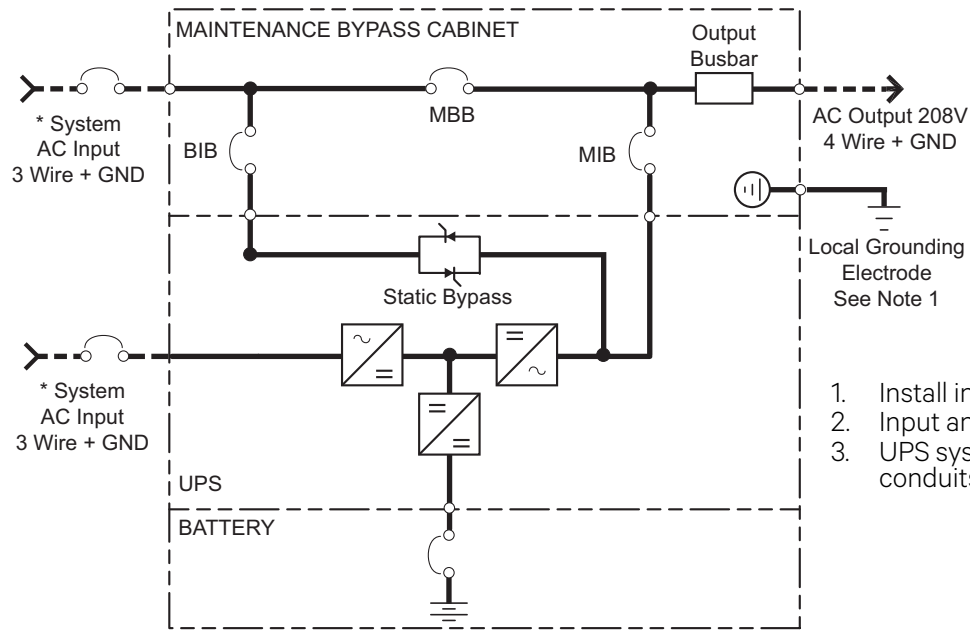 MAINTENANCE BYPASS CABINET
Output
Busbar
MBB
BIB
MIB
* System
AC Input
3 Wire + GND
AC Output 208V
4 Wire + GND
Local Grounding
Electrode
See Note 1
Static Bypass
* System
AC Input
3 Wire + GND
UPS
BATTERY
1. Install in
2. Input an
3. UPS sys
conduits